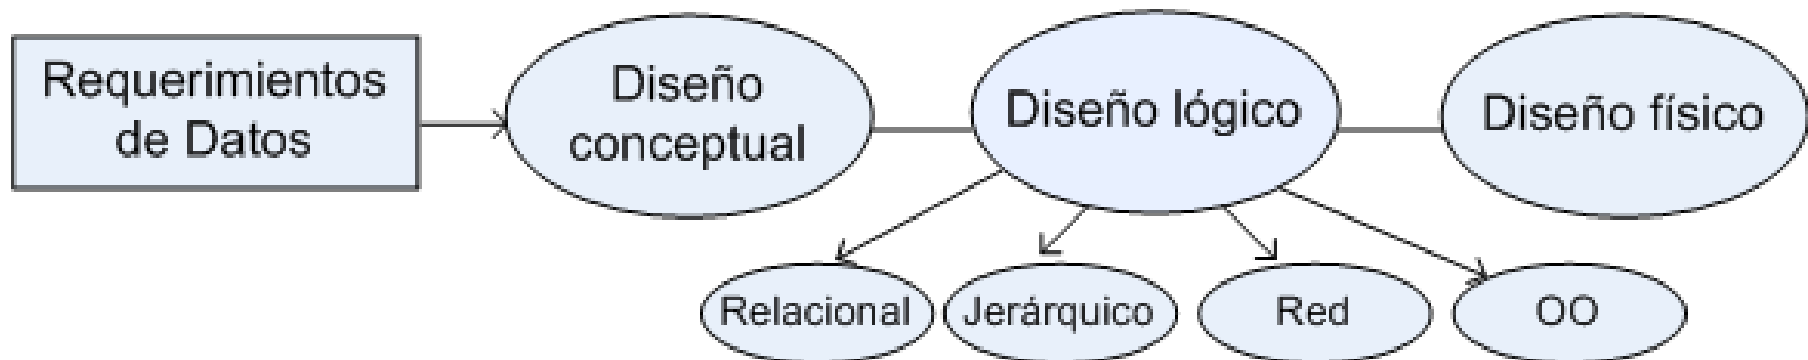 Requerimientos
de Datos
Diseño
conceptual
Diseño lógico
Diseño físico
Relacional
Jerárquico
Red
OO